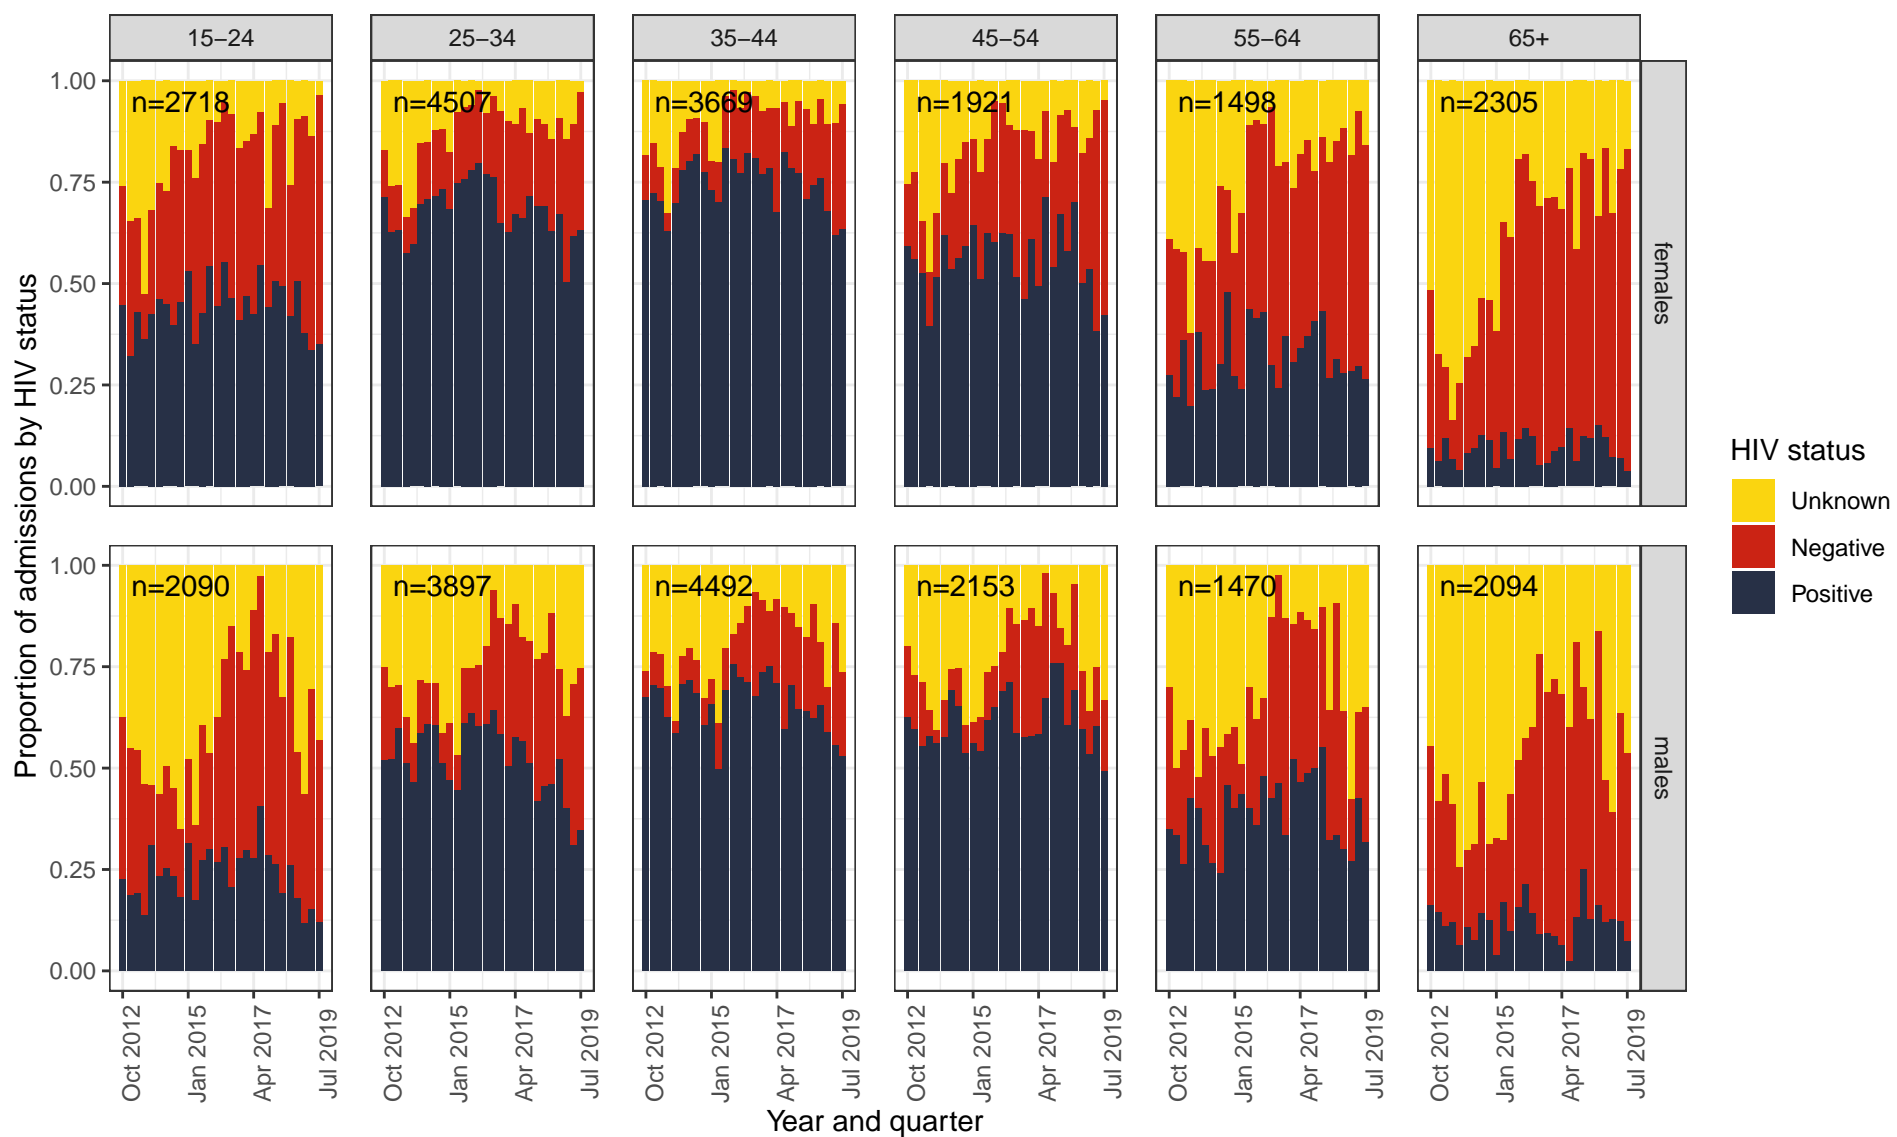 15−24 25−34 35−44 45−54 55−64 65+
n=2718 n=4507 n=3669 n=1921 n=1498 n=2305
1.00
0.75
0.50
0.25
0.00
females
n=2090 n=3897 n=4492 n=2153 n=1470 n=2094
1.00
0.75
0.50
0.25
0.00
males
Proportion of admissions by HIV status
Oct 2012 Jan 2015 Apr 2017 Jul 2019 Oct 2012 Jan 2015 Apr 2017 Jul 2019 Oct 2012 Jan 2015 Apr 2017 Jul 2019 Oct 2012 Jan 2015 Apr 2017 Jul 2019 Oct 2012 Jan 2015 Apr 2017 Jul 2019 Oct 2012 Jan 2015 Apr 2017 Jul 2019
Year and quarter
HIV status
Unknown
Negative
Positive